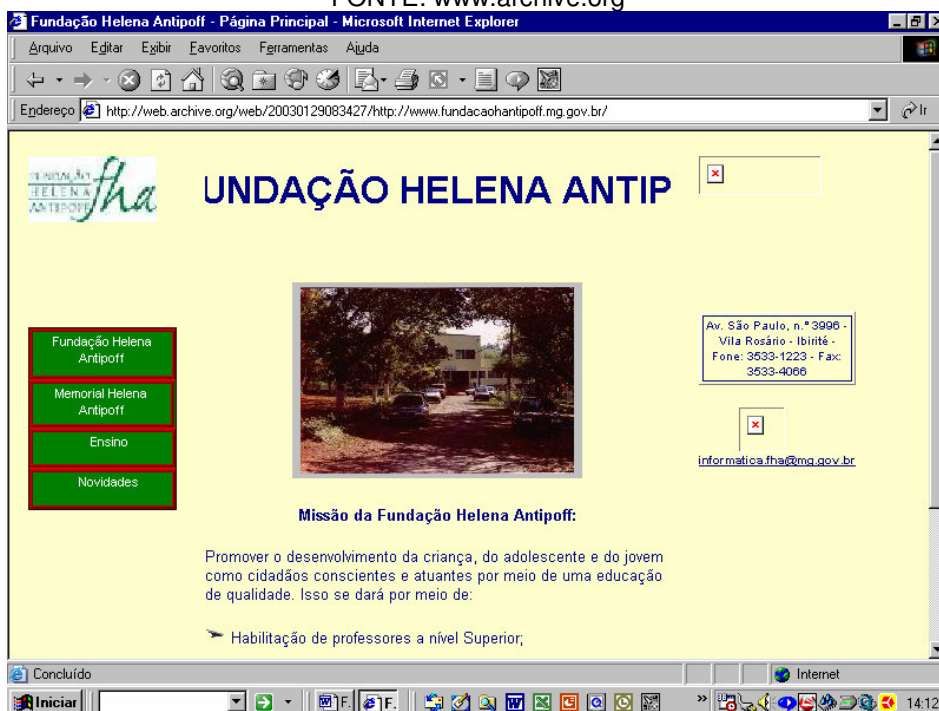 FONTE: www.archive.org
Fundação Helena Antipoff - Página Principal - Microsoft Internet Explorer
Arquivo Editar Exibir Favoritos Ferramentas Ajuda
Endereço http://web.archive.org/web/20030129083427/http://www.fundacaohantipoff.mg.gov.br/ Ir
FUNDAÇÃO
HELENA
ANTIPOFF
fha
UNDAÇÃO HELENA ANTIP
Fundação Helena
Antipoff
Memorial Helena
Antipoff
Ensino
Novidades
Av. São Paulo, n.º 3996 -
Vila Rosário - Ibirité -
Fone: 3533-1223 - Fax:
3533-4066
informatica.fha@mg.gov.br
Missão da Fundação Helena Antipoff:
Promover o desenvolvimento da criança, do adolescente e do jovem
como cidadãos conscientes e atuantes por meio de uma educação
de qualidade. Isso se dará por meio de:
Habilitação de professores a nível Superior;
Concluído Internet
Iniciar F. F. 14:12